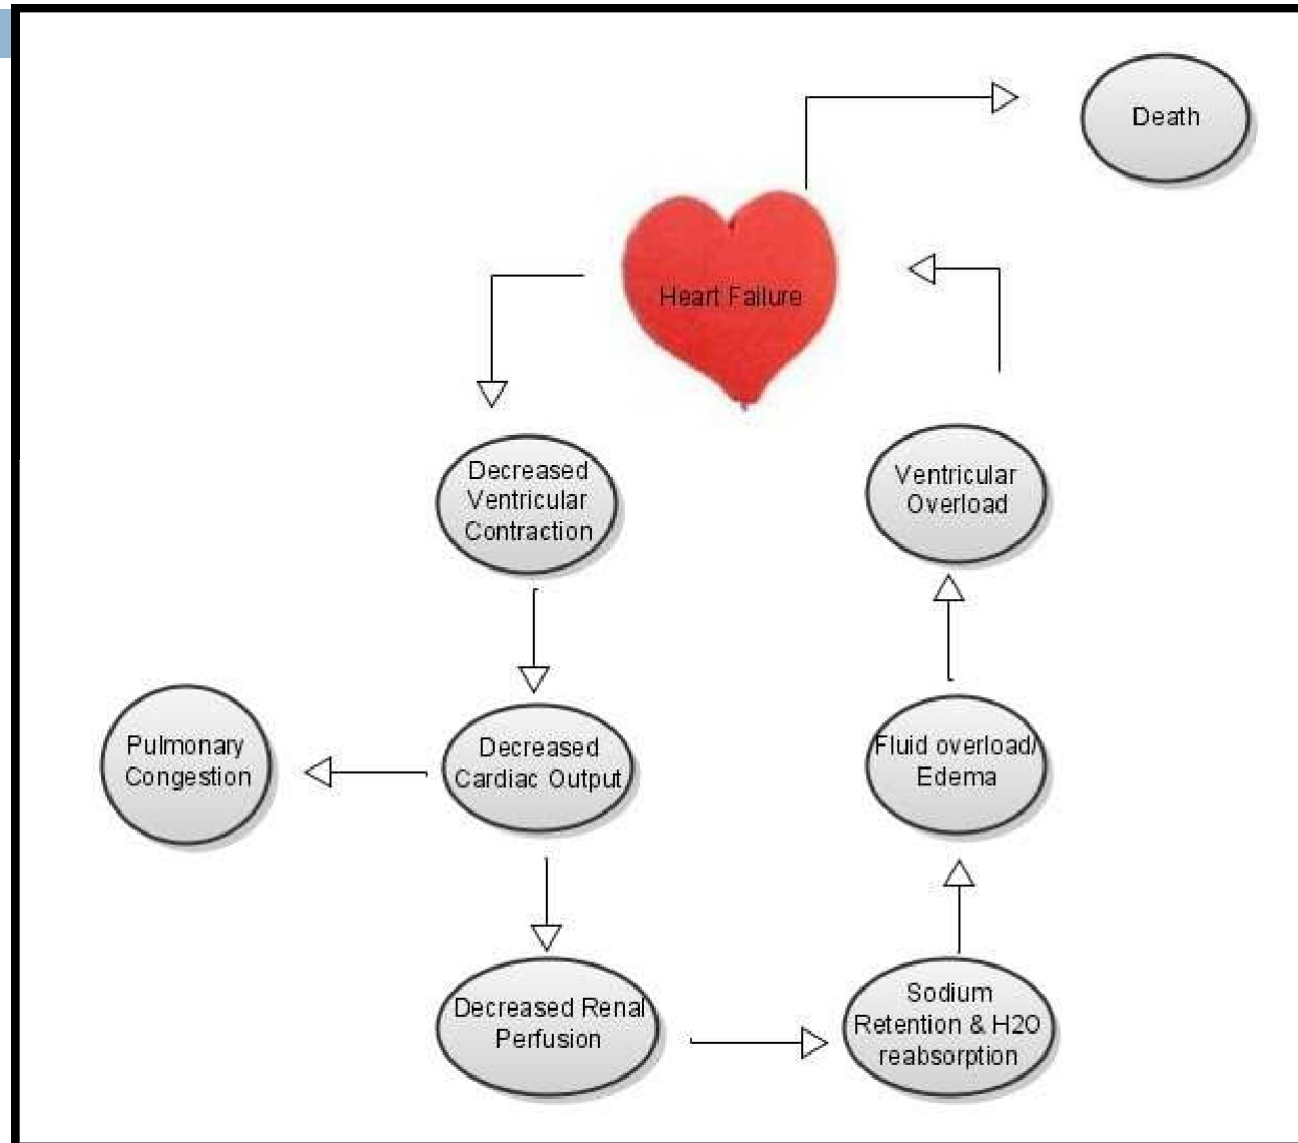 Death
Heart Failure
Decreased
Ventricular
Contraction
Ventricular
Overload
Pulmonary
Congestion
Decreased
Cardiac Output
Fluid overload/
Edema
Decreased Renal
Perfusion
Sodium
Retention & H2O
reabsorption